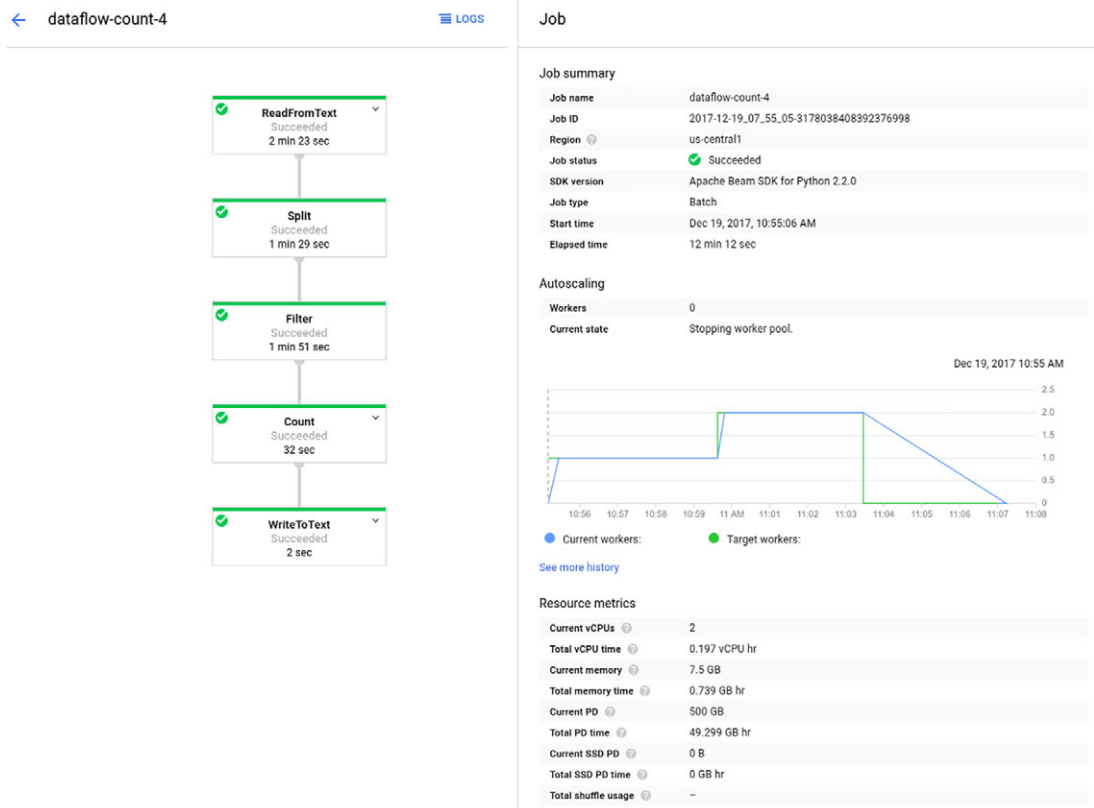 dataflow-count-4
LOGS
ReadFromText
Succeeded
2 min 23 sec
Split
Succeeded
1 min 29 sec
Filter
Succeeded
1 min 51 sec
Count
Succeeded
32 sec
WriteToText
Succeeded
2 sec
Job
Job summary
Job name dataflow-count-4
Job ID 2017-12-19_07_55_05-3178038408392376998
Region us-central1
Job status Succeeded
SDK version Apache Beam SDK for Python 2.2.0
Job type Batch
Start time Dec 19, 2017, 10:55:06 AM
Elapsed time 12 min 12 sec
Autoscaling
Workers 0
Current state Stopping worker pool.
Dec 19, 2017 10:55 AM
2.5
2.0
1.5
1.0
0.5
0
10:56 10:57 10:58 10:59 11 AM 11:01 11:02 11:03 11:04 11:05 11:06 11:07 11:08
Current workers: Target workers:
See more history
Resource metrics
Current vCPUs 2
Total vCPU time 0.197 vCPU hr
Current memory 7.5 GB
Total memory time 0.739 GB hr
Current PD 500 GB
Total PD time 49.299 GB hr
Current SSD PD 0 B
Total SSD PD time 0 GB hr
Total shuffle usage –